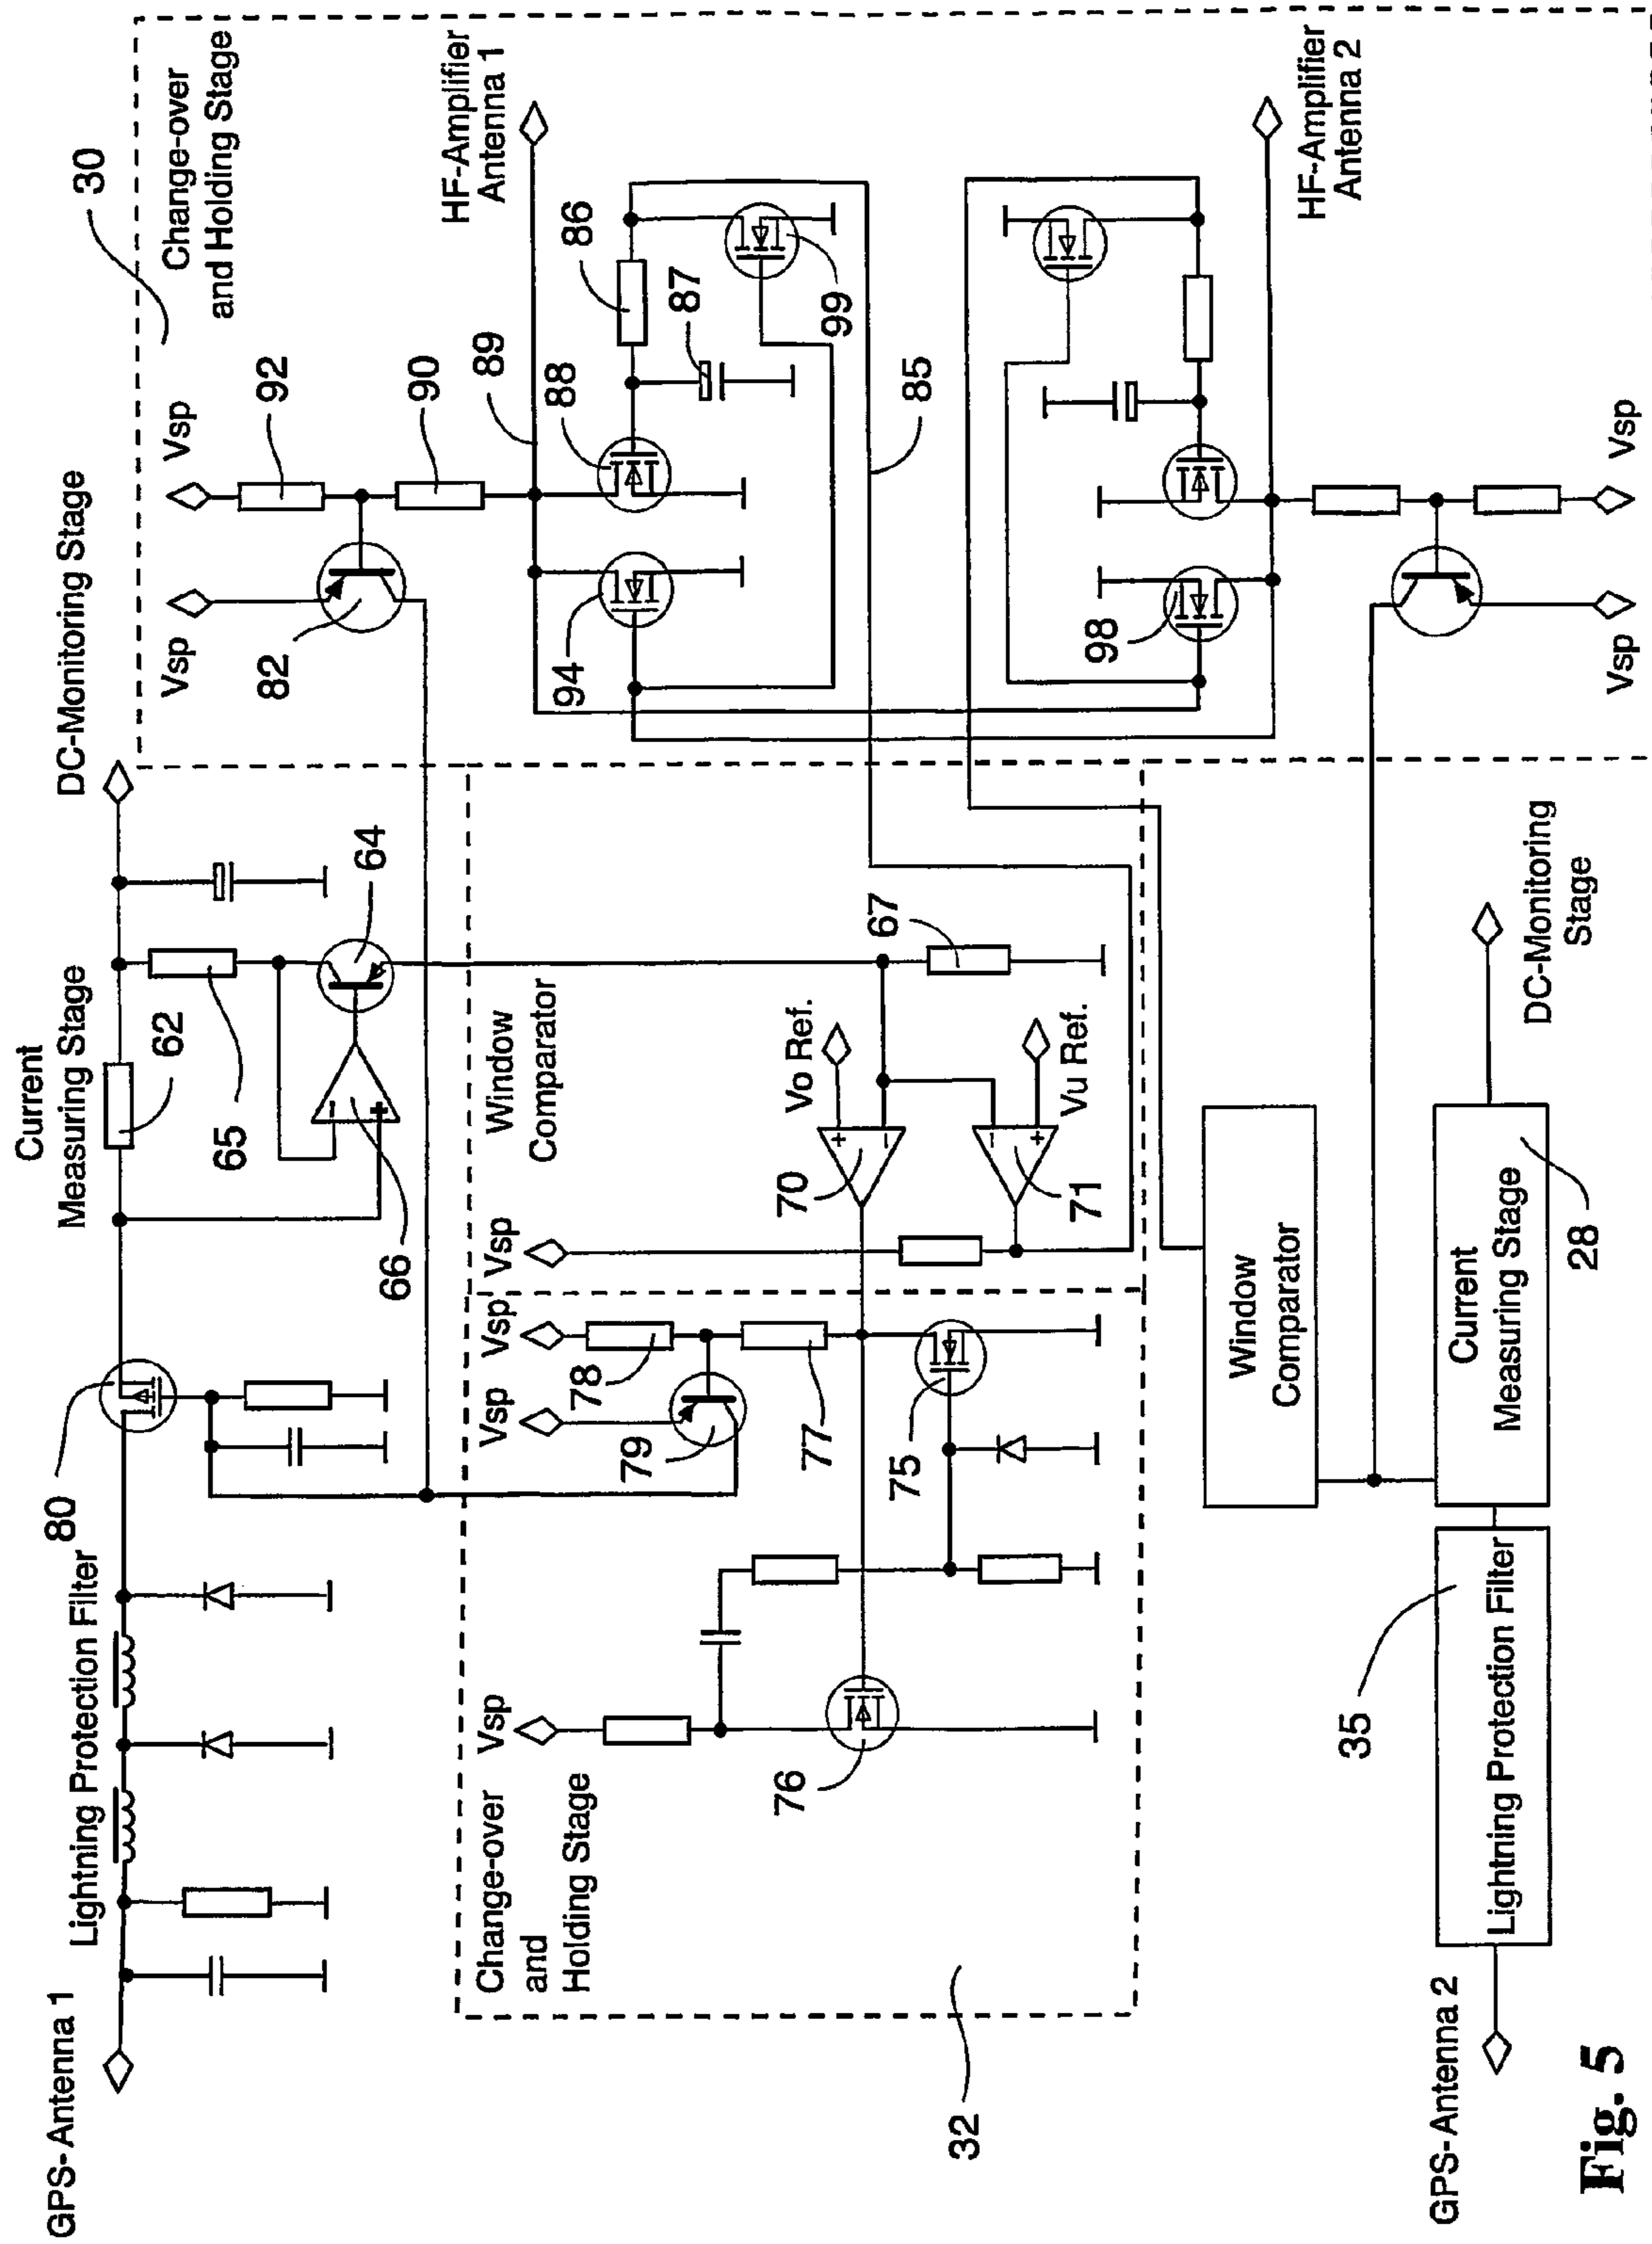 GPS-Antenna 1
Lightning Protection Filter
80
Current
Measuring Stage
62
65
66
64
DC-Monitoring Stage
30
Change-over
and Holding Stage
Vsp
Vsp
92
82
90
89
HF-Amplifier
Antenna 1
88
94
86
87
99
85
Change-over
and
Holding Stage
32
Vsp
76
Vsp
Vsp
78
79
77
75
Window
Comparator
Vsp
70
71
Vo Ref.
Vu Ref.
67
+
−
−
+
−
+
98
HF-Amplifier
Antenna 2
Vsp
Vsp
Window
Comparator
GPS-Antenna 2
Lightning Protection Filter
35
Current
Measuring Stage
28
DC-Monitoring
Stage
Fig. 5